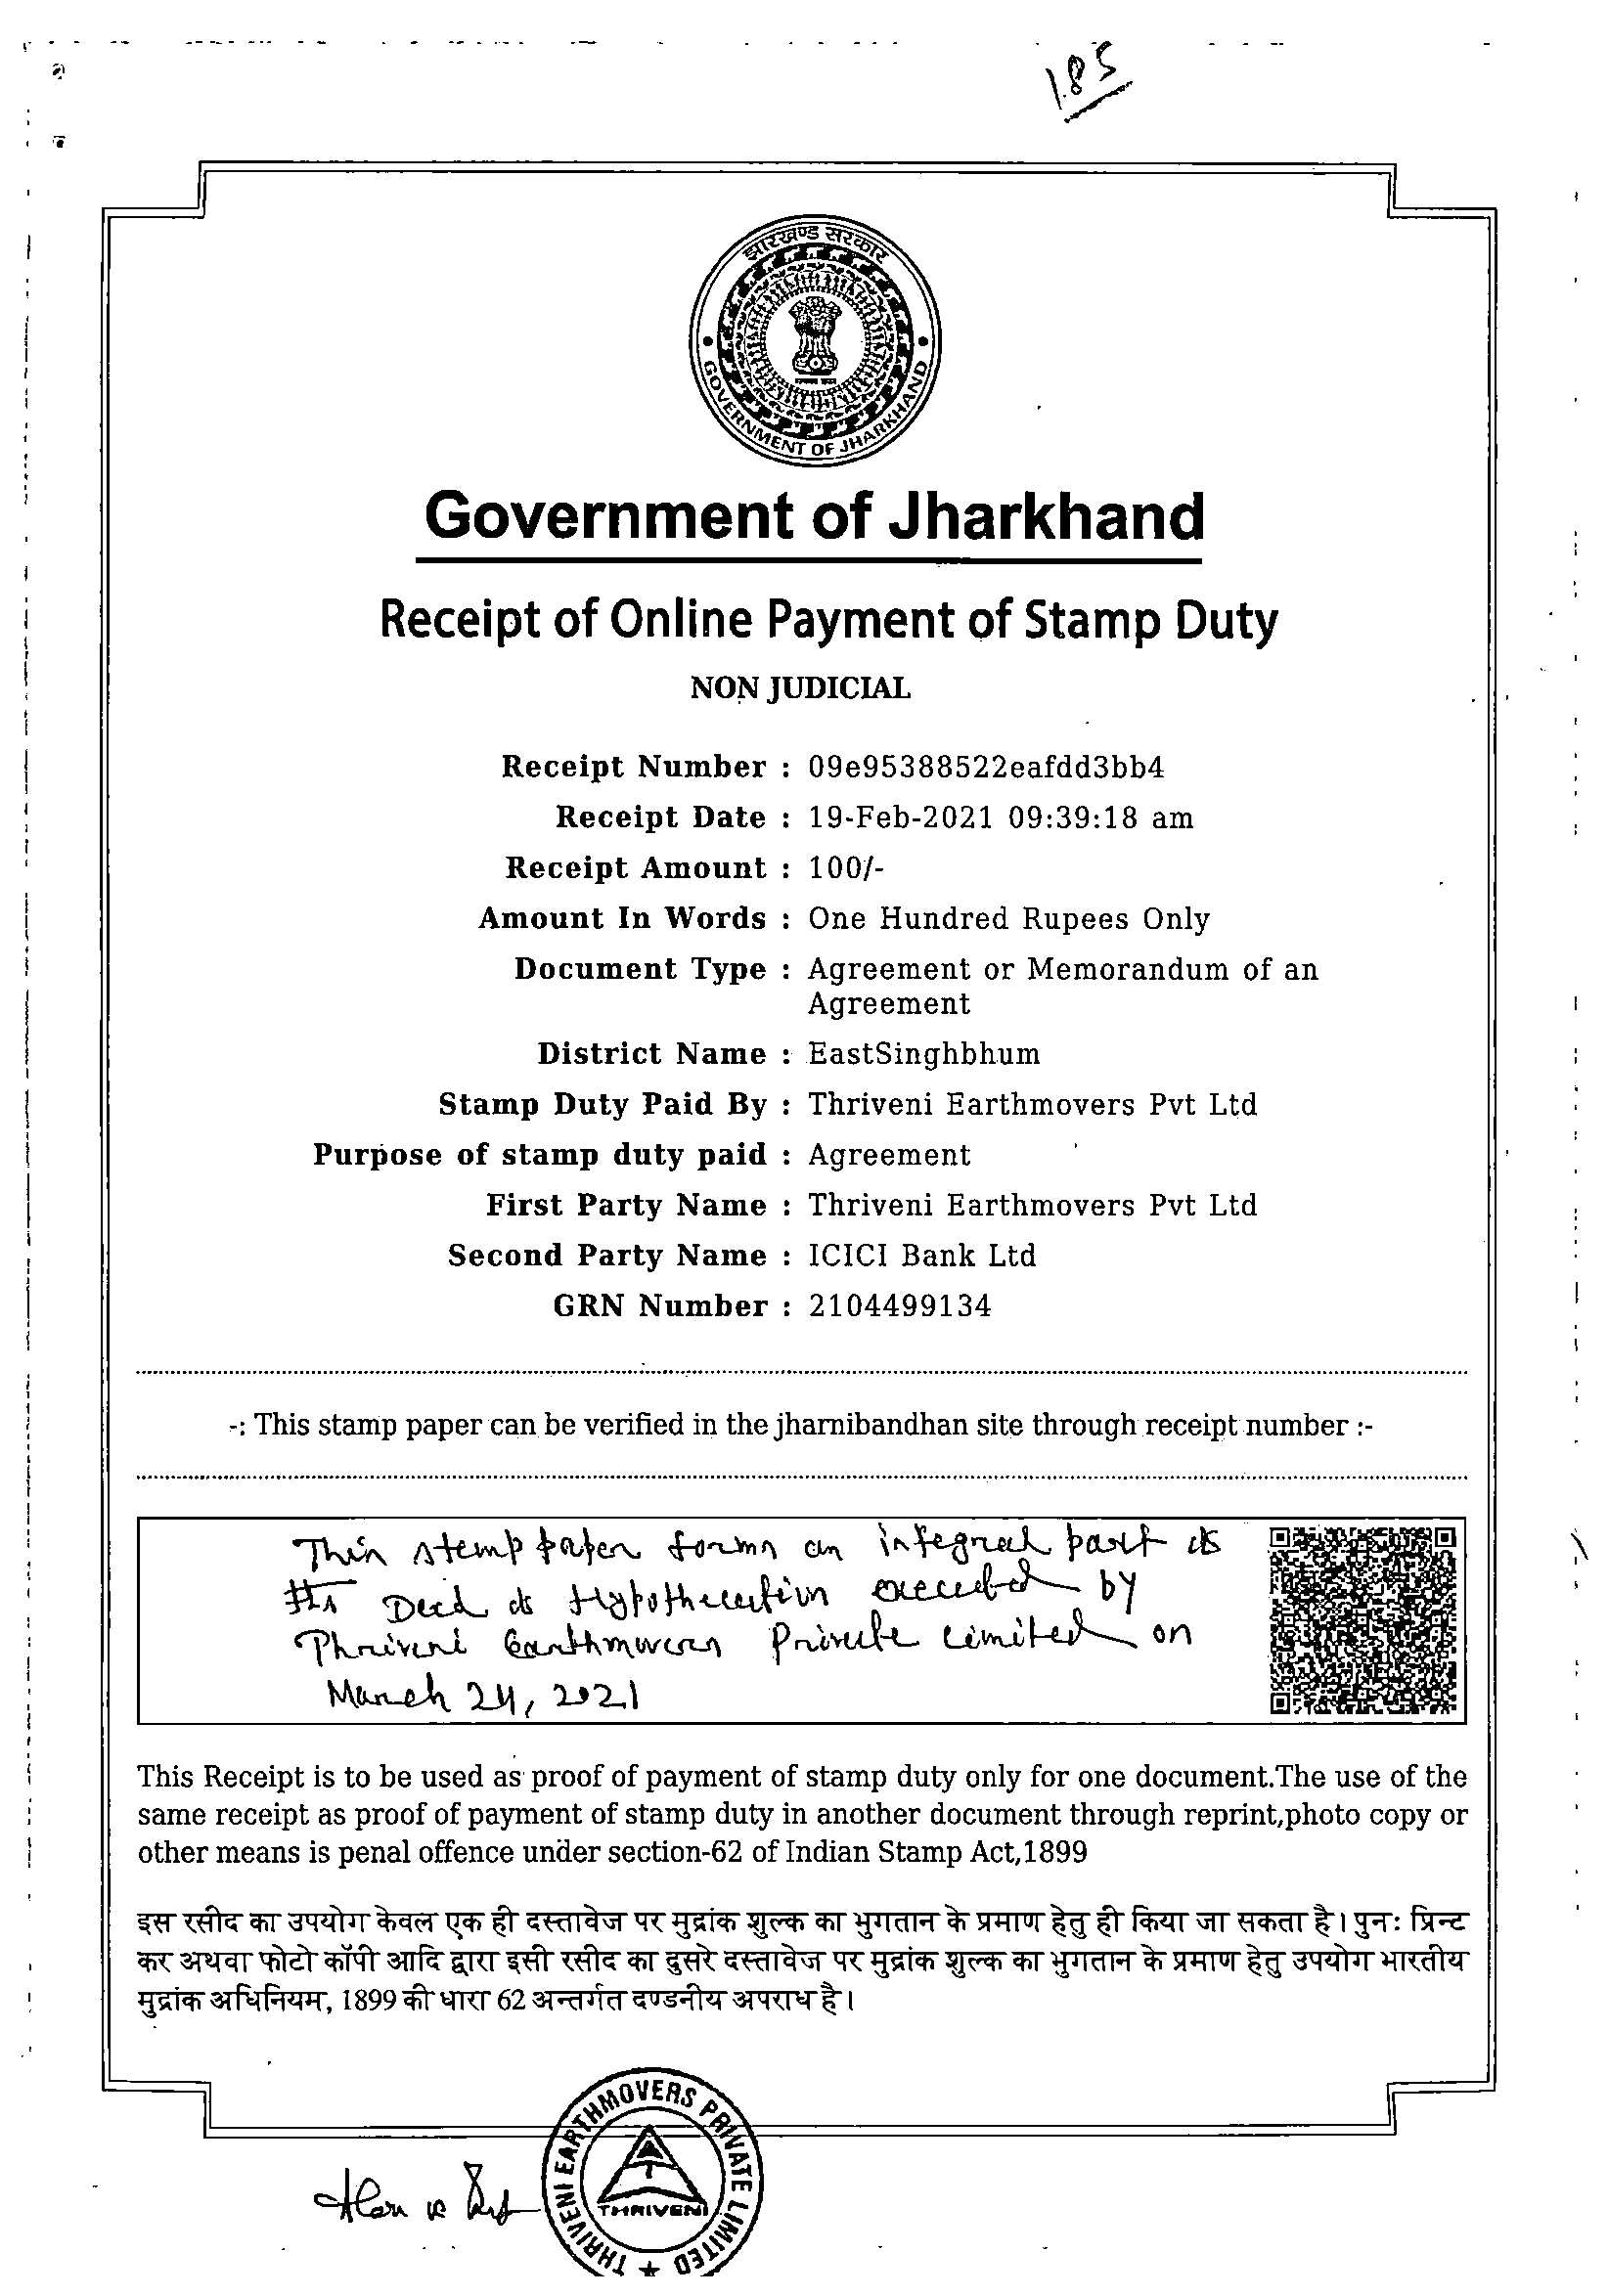 185
झारखण्ड सरकार
GOVERNMENT OF JHARKHAND
Government of Jharkhand
Receipt of Online Payment of Stamp Duty
NON JUDICIAL
Receipt Number : 09e95388522eafdd3bb4
Receipt Date : 19-Feb-2021 09:39:18 am
Receipt Amount : 100/-
Amount In Words : One Hundred Rupees Only
Document Type : Agreement or Memorandum of an
Agreement
District Name : EastSinghbhum
Stamp Duty Paid By : Thriveni Earthmovers Pvt Ltd
Purpose of stamp duty paid : Agreement
First Party Name : Thriveni Earthmovers Pvt Ltd
Second Party Name : ICICI Bank Ltd
GRN Number : 2104499134
-: This stamp paper can be verified in the jharnibandhan site through receipt number :-
This stamp paper forms an integral part of
the Deed of Hypothecation executed by
Thriveni Earthmovers Private Limited on
March 24, 2021
This Receipt is to be used as proof of payment of stamp duty only for one document.The use of the
same receipt as proof of payment of stamp duty in another document through reprint,photo copy or
other means is penal offence under section-62 of Indian Stamp Act,1899
इस रसीद का उपयोग केवल एक ही दस्तावेज पर मुद्रांक शुल्क का भुगतान के प्रमाण हेतु ही किया जा सकता है। पुनः प्रिन्ट
कर अथवा फोटो कॉपी आदि द्वारा इसी रसीद का दुसरे दस्तावेज पर मुद्रांक शुल्क का भुगतान के प्रमाण हेतु उपयोग भारतीय
मुद्रांक अधिनियम, 1899 की धारा 62 अन्तर्गत दण्डनीय अपराध है।
THRIVENI EARTHMOVERS PRIVATE LIMITED
THRIVENI